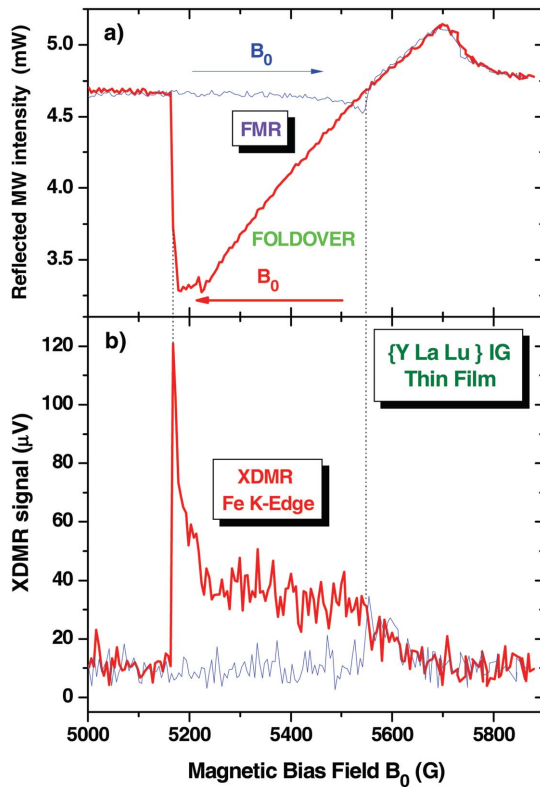 a)
B0
FMR
FOLDOVER
B0
Reflected MW intensity (mW)
5.0
4.5
4.0
3.5
b)
{Y La Lu } IG
Thin Film
XDMR
Fe K-Edge
XDMR signal (μV)
120
100
80
60
40
20
0
5000 5200 5400 5600 5800
Magnetic Bias Field B0 (G)